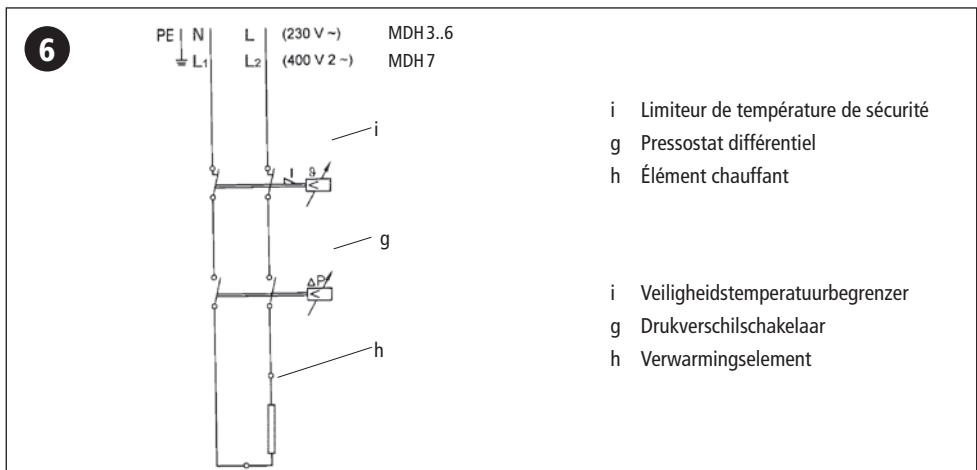 6
PE N L (230 V ~) MDH 3..6
L1 L2 (400 V 2 ~) MDH 7
i
ϑ
g
ΔP
h
i Limiteur de température de sécurité
g Pressostat différentiel
h Élément chauffant
i Veiligheidstemperatuurbegrenzer
g Drukverschilschakelaar
h Verwarmingselement